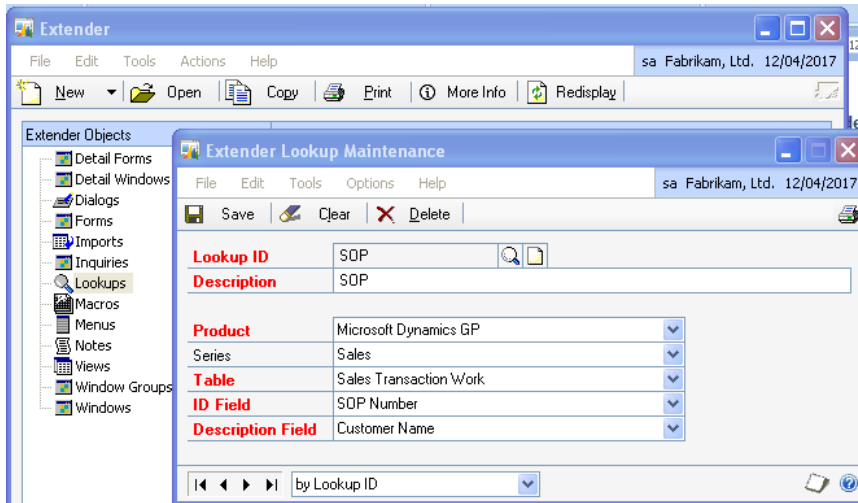 Extender
File Edit Tools Actions Help sa Fabrikam, Ltd. 12/04/2017
New Open Copy Print More Info Redisplay
Extender Objects
Detail Forms
Detail Windows
Dialogs
Forms
Imports
Inquiries
Lookups
Macros
Menus
Notes
Views
Window Groups
Windows
Extender Lookup Maintenance
File Edit Tools Options Help sa Fabrikam, Ltd. 12/04/2017
Save Clear Delete
Lookup ID SOP
Description SOP
Product Microsoft Dynamics GP
Series Sales
Table Sales Transaction Work
ID Field SOP Number
Description Field Customer Name
by Lookup ID